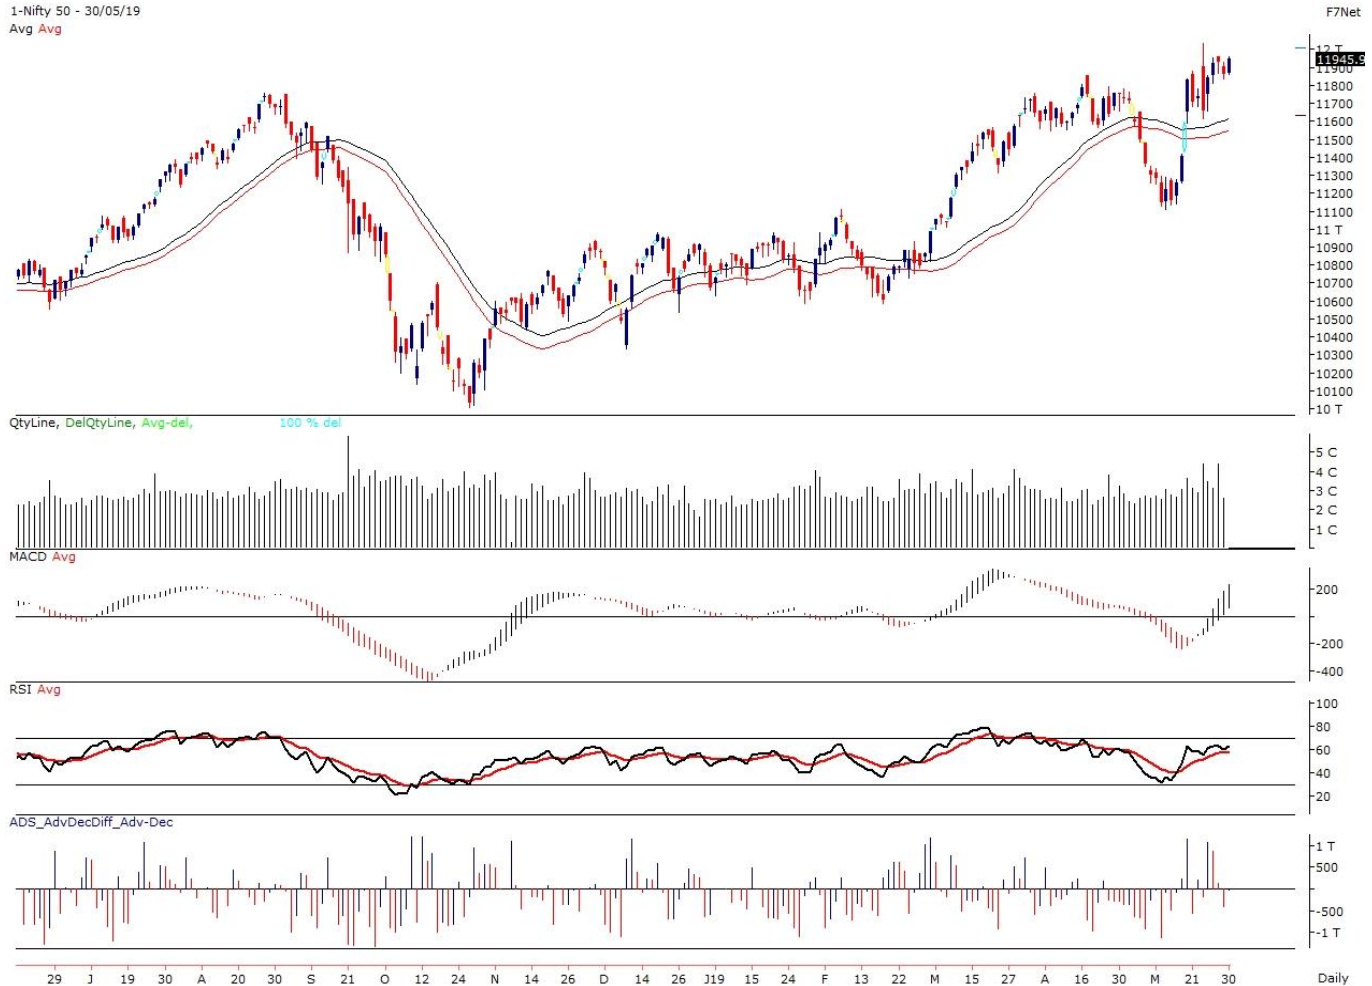 1-Nifty 50 - 30/05/19
F7Net
Avg Avg
12 T
11945.9
11900
11800
11700
11600
11500
11400
11300
11200
11100
11 T
10900
10800
10700
10600
10500
10400
10300
10200
10100
10 T
QtyLine, DelQtyLine, Avg-del, 100 % del
5 C
4 C
3 C
2 C
1 C
MACD Avg
200
-200
-400
RSI Avg
100
80
60
40
20
ADS_AdvDecDiff_Adv-Dec
1 T
500
-500
-1 T
29 J 19 30 A 20 30 S 21 O 12 24 N 14 26 D 14 26 J19 15 24 F 13 22 M 15 27 A 16 30 M 21 30 Daily